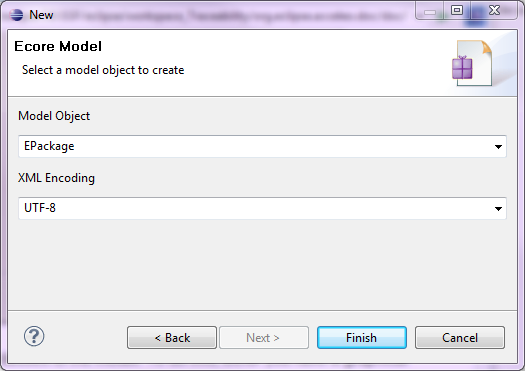 New
Ecore Model
Select a model object to create
Model Object
EPackage
XML Encoding
UTF-8
?
< Back
Next >
Finish
Cancel